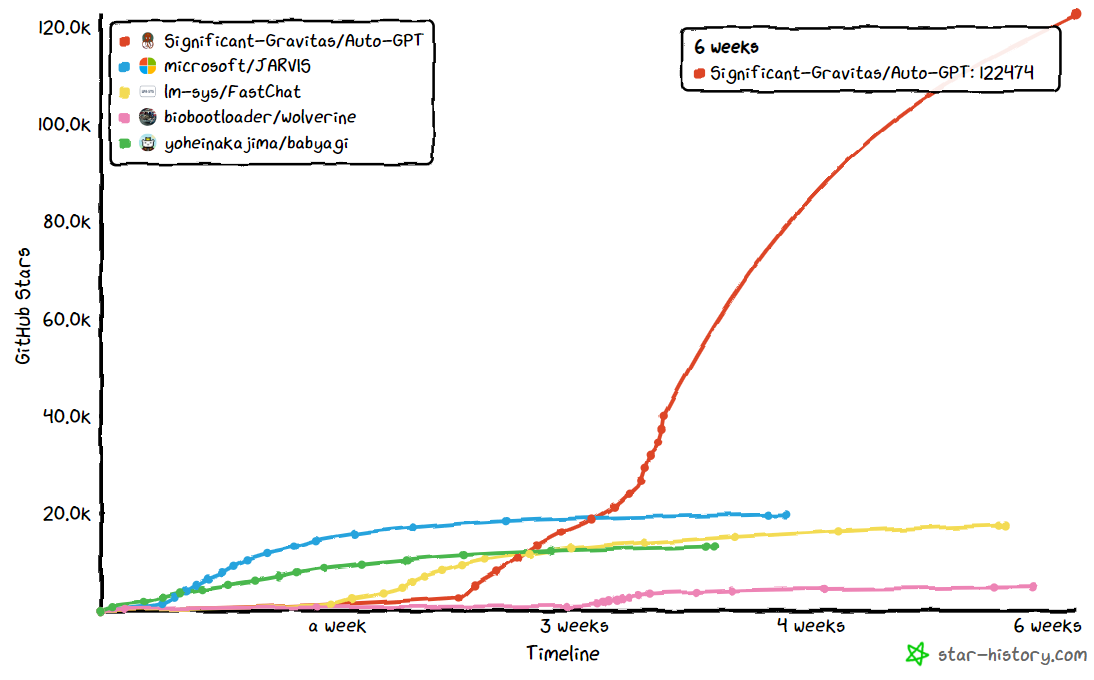 120.0k
100.0k
80.0k
60.0k
40.0k
20.0k
GitHub Stars
Significant-Gravitas/Auto-GPT
microsoft/JARVIS
lm-sys/FastChat
biobootloader/wolverine
yoheinakajima/babyagi
6 weeks
Significant-Gravitas/Auto-GPT: 122474
a week
3 weeks
4 weeks
6 weeks
Timeline
star-history.com